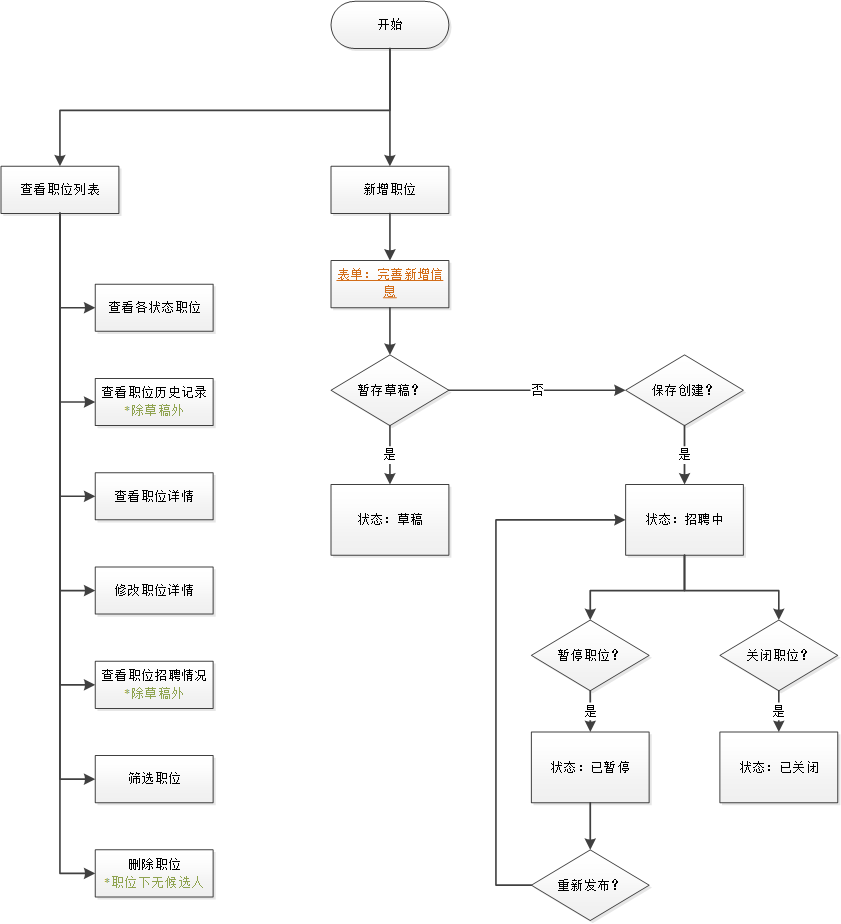 开始
查看职位列表
新增职位
表单：完善新增信
息
查看各状态职位
查看职位历史记录
*除草稿外
暂存草稿？
否
保存创建？
是
是
查看职位详情
状态：草稿
状态：招聘中
修改职位详情
查看职位招聘情况
*除草稿外
暂停职位？
关闭职位？
是
是
筛选职位
状态：已暂停
状态：已关闭
删除职位
*职位下无候选人
重新发布？